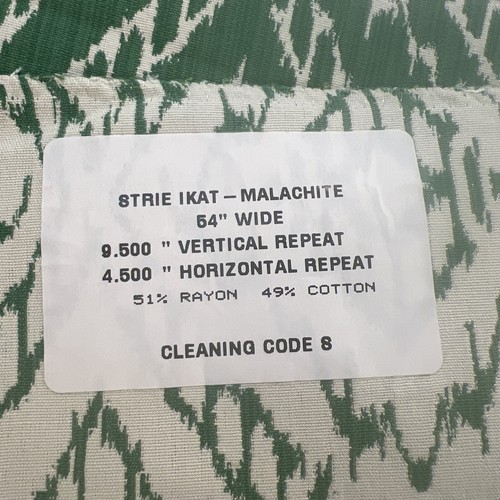 STRIE IKAT – MALACHITE
54" WIDE
9.500 " VERTICAL REPEAT
4.500 " HORIZONTAL REPEAT
51% RAYON 49% COTTON
CLEANING CODE S